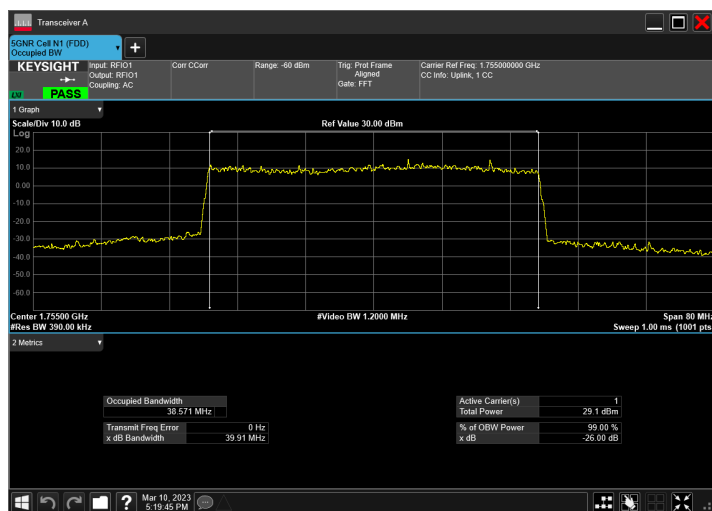 Transceiver A
5GNR Cell N1 (FDD)
Occupied BW
KEYSIGHT
PASS
Input: RFIO1
Output: RFIO1
Coupling: AC
Corr CCorr
Range: -60 dBm
Trig: Prot Frame
Aligned
Gate: FFT
Carrier Ref Freq: 1.755000000 GHz
CC Info: Uplink, 1 CC
1 Graph
Scale/Div 10.0 dB
Ref Value 30.00 dBm
Log
20.0
10.0
0.00
-10.0
-20.0
-30.0
-40.0
-50.0
-60.0
Center 1.75500 GHz
#Video BW 1.2000 MHz
Span 80 MHz
#Res BW 390.00 kHz
Sweep 1.00 ms (1001 pts
2 Metrics
Occupied Bandwidth
38.571 MHz
Transmit Freq Error 0 Hz
x dB Bandwidth 39.91 MHz
Active Carrier(s) 1
Total Power 29.1 dBm
% of OBW Power 99.00 %
x dB -26.00 dB
Mar 10, 2023
5:19:45 PM